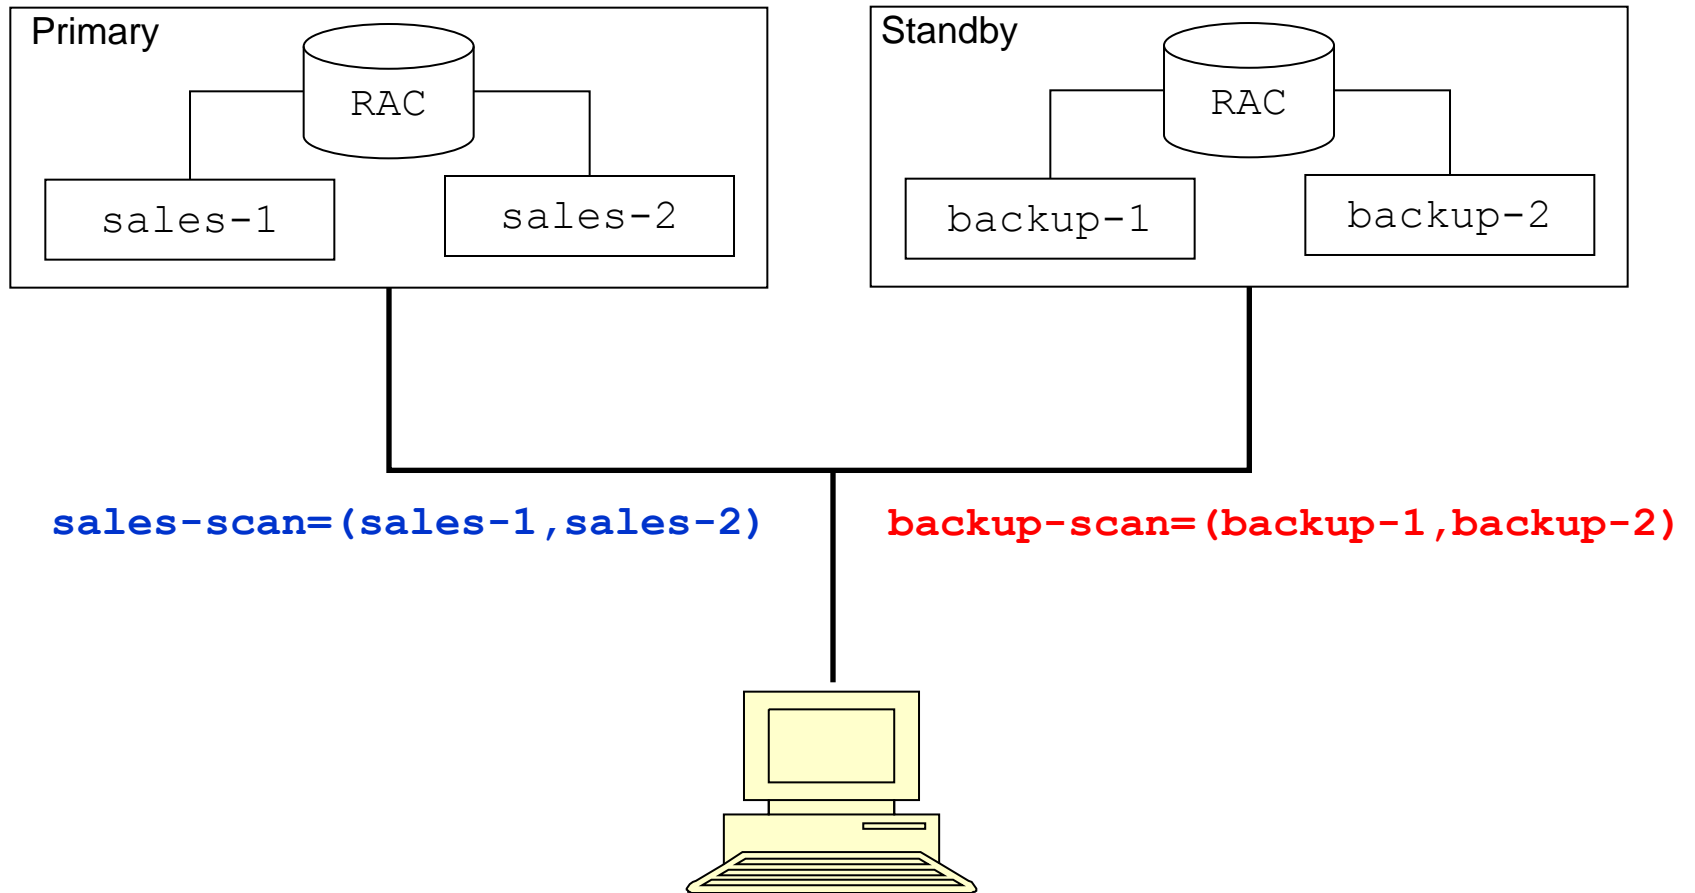 Primary
RAC
sales-1
sales-2
Standby
RAC
backup-1
backup-2
sales-scan=(sales-1,sales-2)
backup-scan=(backup-1,backup-2)